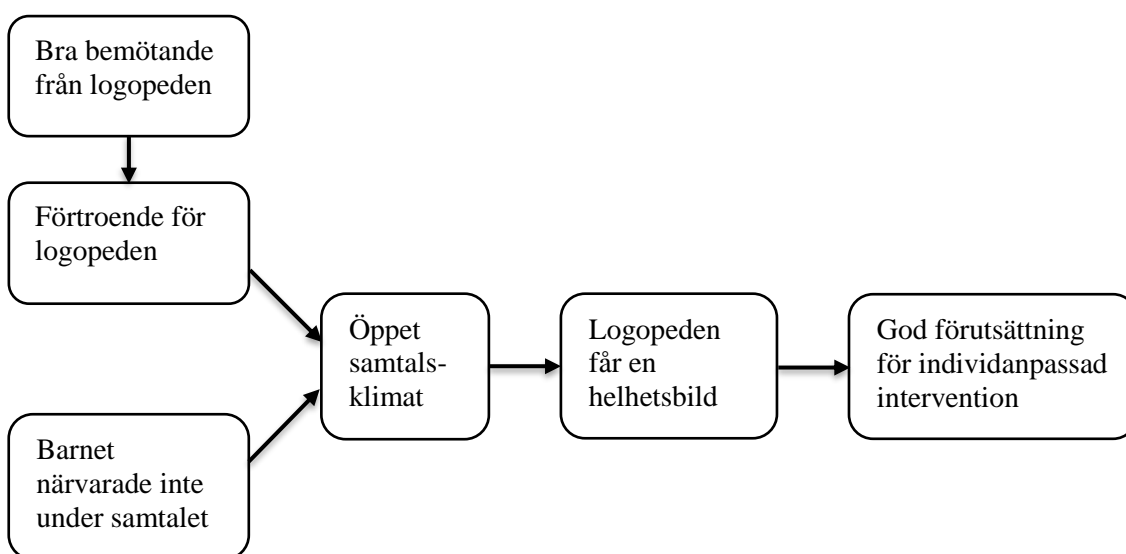 Bra bemötande
från logopeden
Förtroende för
logopeden
Barnet
närvarade inte
under samtalet
Öppet
samtals-
klimat
Logopeden
får en
helhetsbild
God förutsättning
för individanpassad
intervention